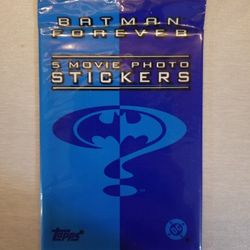 BATMAN
FOREVER
5 MOVIE PHOTO
STICKERS
Topps
DC